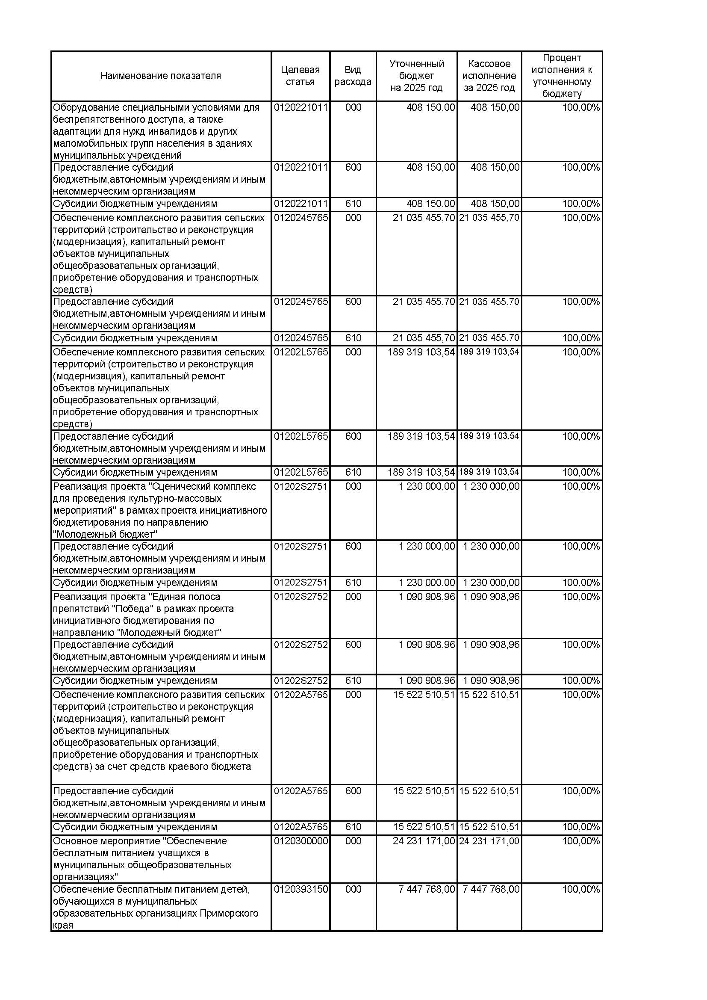 Наименование показателя
Целевая
статья
Вид
расхода
Уточненный
бюджет
на 2025 год
Кассовое
исполнение
за 2025 год
Процент
исполнения к
уточненному
бюджету
Оборудование специальными условиями для 0120221011 000 408 150,00 408 150,00 100,00%
беспрепятственного доступа, а также
адаптации для нужд инвалидов и других
маломобильных групп населения в зданиях
муниципальных учреждений
Предоставление субсидий 0120221011 600 408 150,00 408 150,00 100,00%
бюджетным,автономным учреждениям и иным
некоммерческим организациям
Субсидии бюджетным учреждениям 0120221011 610 408 150,00 408 150,00 100,00%
Обеспечение комплексного развития сельских 0120245765 000 21 035 455,70 21 035 455,70 100,00%
территорий (строительство и реконструкция
(модернизация), капитальный ремонт
объектов муниципальных
общеобразовательных организаций,
приобретение оборудования и транспортных
средств)
Предоставление субсидий 0120245765 600 21 035 455,70 21 035 455,70 100,00%
бюджетным,автономным учреждениям и иным
некоммерческим организациям
Субсидии бюджетным учреждениям 0120245765 610 21 035 455,70 21 035 455,70 100,00%
Обеспечение комплексного развития сельских 01202L5765 000 189 319 103,54 189 319 103,54 100,00%
территорий (строительство и реконструкция
(модернизация), капитальный ремонт
объектов муниципальных
общеобразовательных организаций,
приобретение оборудования и транспортных
средств)
Предоставление субсидий 01202L5765 600 189 319 103,54 189 319 103,54 100,00%
бюджетным,автономным учреждениям и иным
некоммерческим организациям
Субсидии бюджетным учреждениям 01202L5765 610 189 319 103,54 189 319 103,54 100,00%
Реализация проекта "Сценический комплекс 01202S2751 000 1 230 000,00 1 230 000,00 100,00%
для проведения культурно-массовых
мероприятий" в рамках проекта инициативного
бюджетирования по направлению
"Молодежный бюджет"
Предоставление субсидий 01202S2751 600 1 230 000,00 1 230 000,00 100,00%
бюджетным,автономным учреждениям и иным
некоммерческим организациям
Субсидии бюджетным учреждениям 01202S2751 610 1 230 000,00 1 230 000,00 100,00%
Реализация проекта "Единая полоса 01202S2752 000 1 090 908,96 1 090 908,96 100,00%
препятствий "Победа" в рамках проекта
инициативного бюджетирования по
направлению "Молодежный бюджет"
Предоставление субсидий 01202S2752 600 1 090 908,96 1 090 908,96 100,00%
бюджетным,автономным учреждениям и иным
некоммерческим организациям
Субсидии бюджетным учреждениям 01202S2752 610 1 090 908,96 1 090 908,96 100,00%
Обеспечение комплексного развития сельских 01202A5765 000 15 522 510,51 15 522 510,51 100,00%
территорий (строительство и реконструкция
(модернизация), капитальный ремонт
объектов муниципальных
общеобразовательных организаций,
приобретение оборудования и транспортных
средств) за счет средств краевого бюджета
Предоставление субсидий 01202A5765 600 15 522 510,51 15 522 510,51 100,00%
бюджетным,автономным учреждениям и иным
некоммерческим организациям
Субсидии бюджетным учреждениям 01202A5765 610 15 522 510,51 15 522 510,51 100,00%
Основное мероприятие "Обеспечение 0120300000 000 24 231 171,00 24 231 171,00 100,00%
бесплатным питанием учащихся в
муниципальных общеобразовательных
организациях"
Обеспечение бесплатным питанием детей, 0120393150 000 7 447 768,00 7 447 768,00 100,00%
обучающихся в муниципальных
образовательных организациях Приморского
края